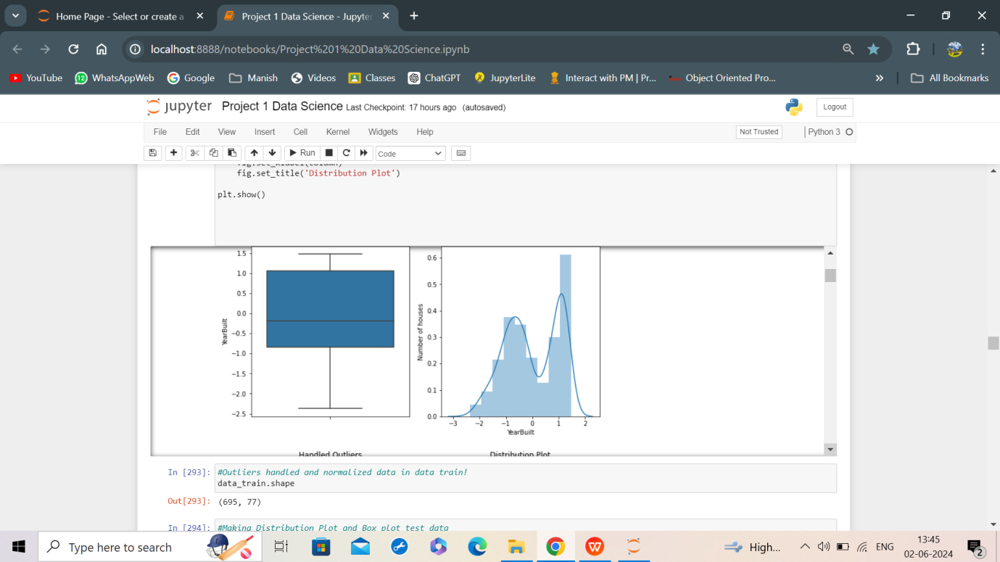 Home Page - Select or create a
Project 1 Data Science - Jupyte
localhost:8888/notebooks/Project%201%20Data%20Science.ipynb
YouTube
12
WhatsAppWeb
Google
Manish
Videos
Classes
ChatGPT
JupyterLite
Interact with PM | Pr...
Object Oriented Pro...
»
All Bookmarks
jupyter Project 1 Data Science Last Checkpoint: 17 hours ago (autosaved)
Logout
File Edit View Insert Cell Kernel Widgets Help
Not Trusted
Python 3
Run
Code
fig.set_xlabel(column)
fig.set_title('Distribution Plot')
plt.show()
1.5
1.0
0.5
0.0
−0.5
−1.0
−1.5
−2.0
−2.5
YearBuilt
0.6
0.5
0.4
0.3
0.2
0.1
0.0
Number of houses
−3 −2 −1 0 1 2
YearBuilt
Handled Outliers
Distribution Plot
In [293]: #Outliers handled and normalized data in data train!
data_train.shape
Out[293]: (695, 77)
In [294]: #Making Distribution Plot and Box plot test data
Type here to search
High...
ENG
13:45
02-06-2024
2